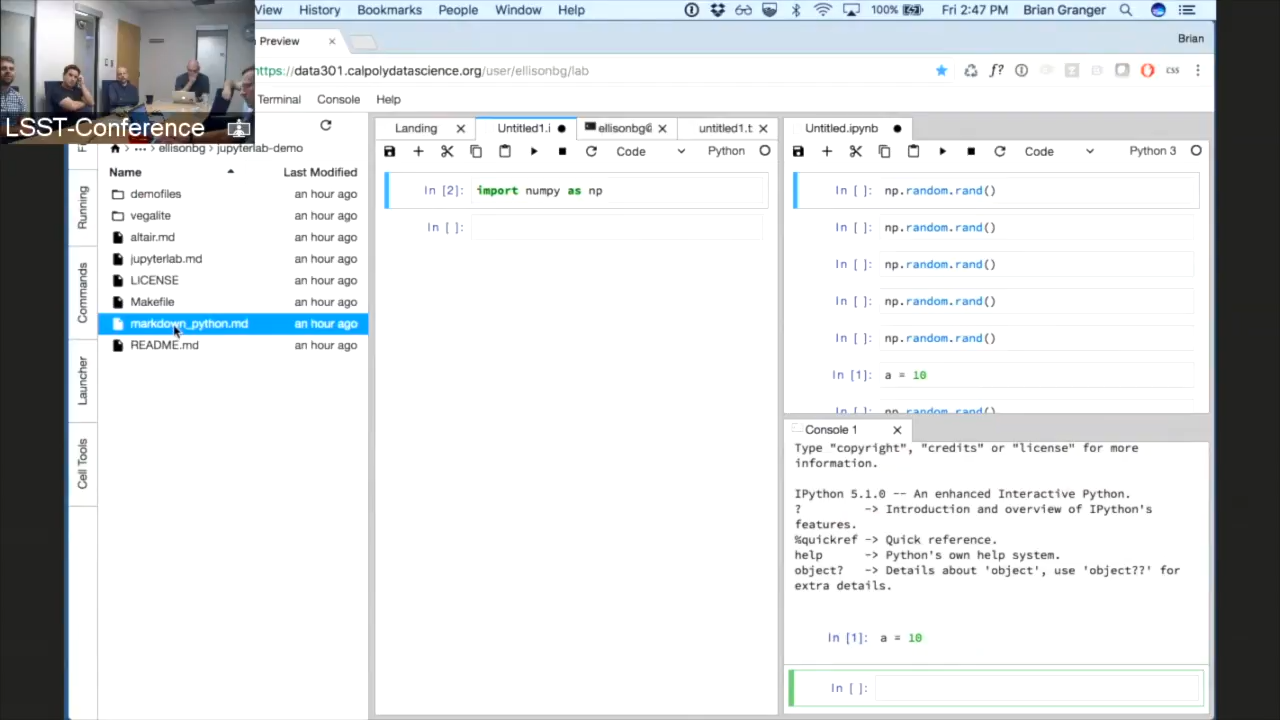 View History Bookmarks People Window Help 100% Fri 2:47 PM Brian Granger
Preview × Brian
https://data301.calpolydatascience.org/user/ellisonbg/lab f? CSS
Terminal Console Help
LSST-Conference
… › ellisonbg › jupyterlab-demo
Name Last Modified
demofiles an hour ago
vegalite an hour ago
altair.md an hour ago
jupyterlab.md an hour ago
LICENSE an hour ago
Makefile an hour ago
markdown_python.md an hour ago
README.md an hour ago
Running
Commands
Launcher
Cell Tools
Landing × Untitled1.i ● ellisonbg@ × untitled1.t ×
Code Python
In [2]: import numpy as np
In [ ]:
Untitled.ipynb ●
Code Python 3
In [ ]: np.random.rand()
In [ ]: np.random.rand()
In [ ]: np.random.rand()
In [ ]: np.random.rand()
In [ ]: np.random.rand()
In [1]: a = 10
In [ ]: np.random.rand()
Console 1 ×
Type "copyright", "credits" or "license" for more
information.
IPython 5.1.0 -- An enhanced Interactive Python.
? -> Introduction and overview of IPython's
features.
%quickref -> Quick reference.
help -> Python's own help system.
object? -> Details about 'object', use 'object??' for
extra details.
In [1]: a = 10
In [ ]: